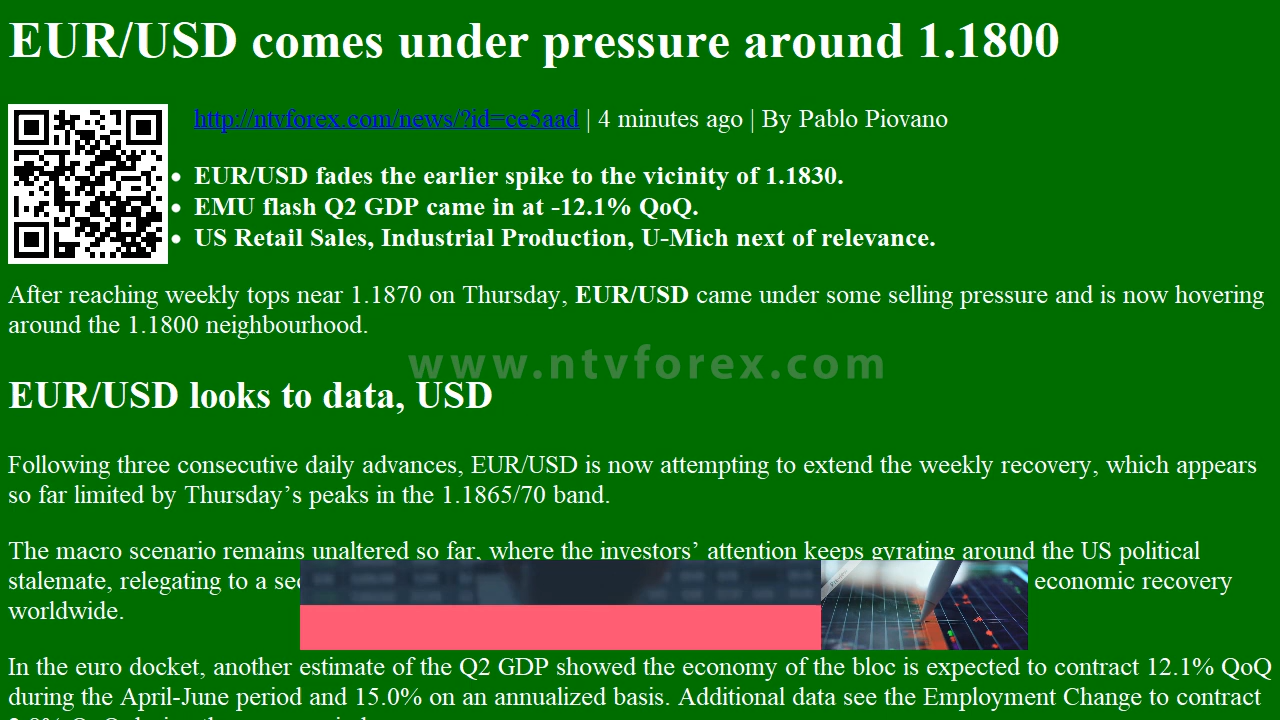 EUR/USD comes under pressure around 1.1800
http://ntvforex.com/news/?id=ce5aad | 4 minutes ago | By Pablo Piovano
EUR/USD fades the earlier spike to the vicinity of 1.1830.
EMU flash Q2 GDP came in at -12.1% QoQ.
US Retail Sales, Industrial Production, U-Mich next of relevance.
After reaching weekly tops near 1.1870 on Thursday, EUR/USD came under some selling pressure and is now hovering
around the 1.1800 neighbourhood.
www.ntvforex.com
EUR/USD looks to data, USD
Following three consecutive daily advances, EUR/USD is now attempting to extend the weekly recovery, which appears
so far limited by Thursday’s peaks in the 1.1865/70 band.
The macro scenario remains unaltered so far, where the investors’ attention keeps gyrating around the US political
stalemate, relegating to a economic recovery
worldwide.
In the euro docket, another estimate of the Q2 GDP showed the economy of the bloc is expected to contract 12.1% QoQ
during the April-June period and 15.0% on an annualized basis. Additional data see the Employment Change to contract